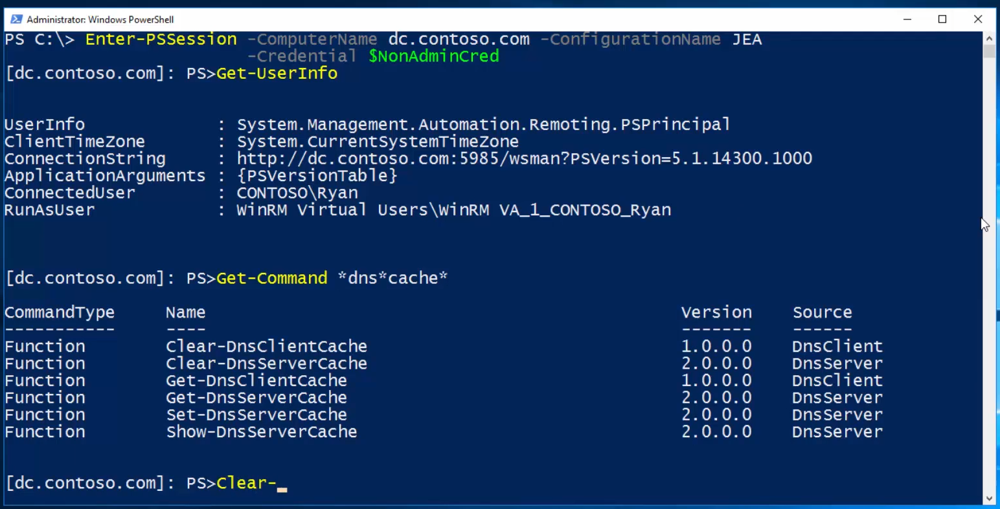 Administrator: Windows PowerShell
PS C:\> Enter-PSSession -ComputerName dc.contoso.com -ConfigurationName JEA
-Credential $NonAdminCred
[dc.contoso.com]: PS>Get-UserInfo
UserInfo : System.Management.Automation.Remoting.PSPrincipal
ClientTimeZone : System.CurrentSystemTimeZone
ConnectionString : http://dc.contoso.com:5985/wsman?PSVersion=5.1.14300.1000
ApplicationArguments : {PSVersionTable}
ConnectedUser : CONTOSO\Ryan
RunAsUser : WinRM Virtual Users\WinRM VA_1_CONTOSO_Ryan
[dc.contoso.com]: PS>Get-Command *dns*cache*
CommandType Name Version Source
----------- ---- ------- ------
Function Clear-DnsClientCache 1.0.0.0 DnsClient
Function Clear-DnsServerCache 2.0.0.0 DnsServer
Function Get-DnsClientCache 1.0.0.0 DnsClient
Function Get-DnsServerCache 2.0.0.0 DnsServer
Function Set-DnsServerCache 2.0.0.0 DnsServer
Function Show-DnsServerCache 2.0.0.0 DnsServer
[dc.contoso.com]: PS>Clear-_